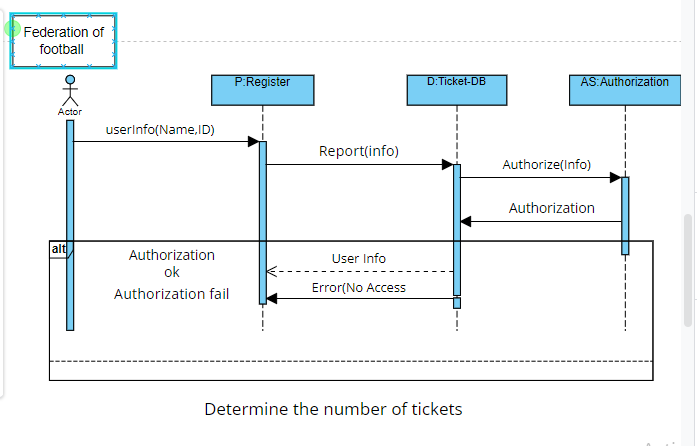 Federation of
football
P:Register
D:Ticket-DB
AS:Authorization
Actor
userInfo(Name,ID)
Report(info)
Authorize(Info)
Authorization
alt
Authorization
ok
User Info
Authorization fail
Error(No Access
Determine the number of tickets